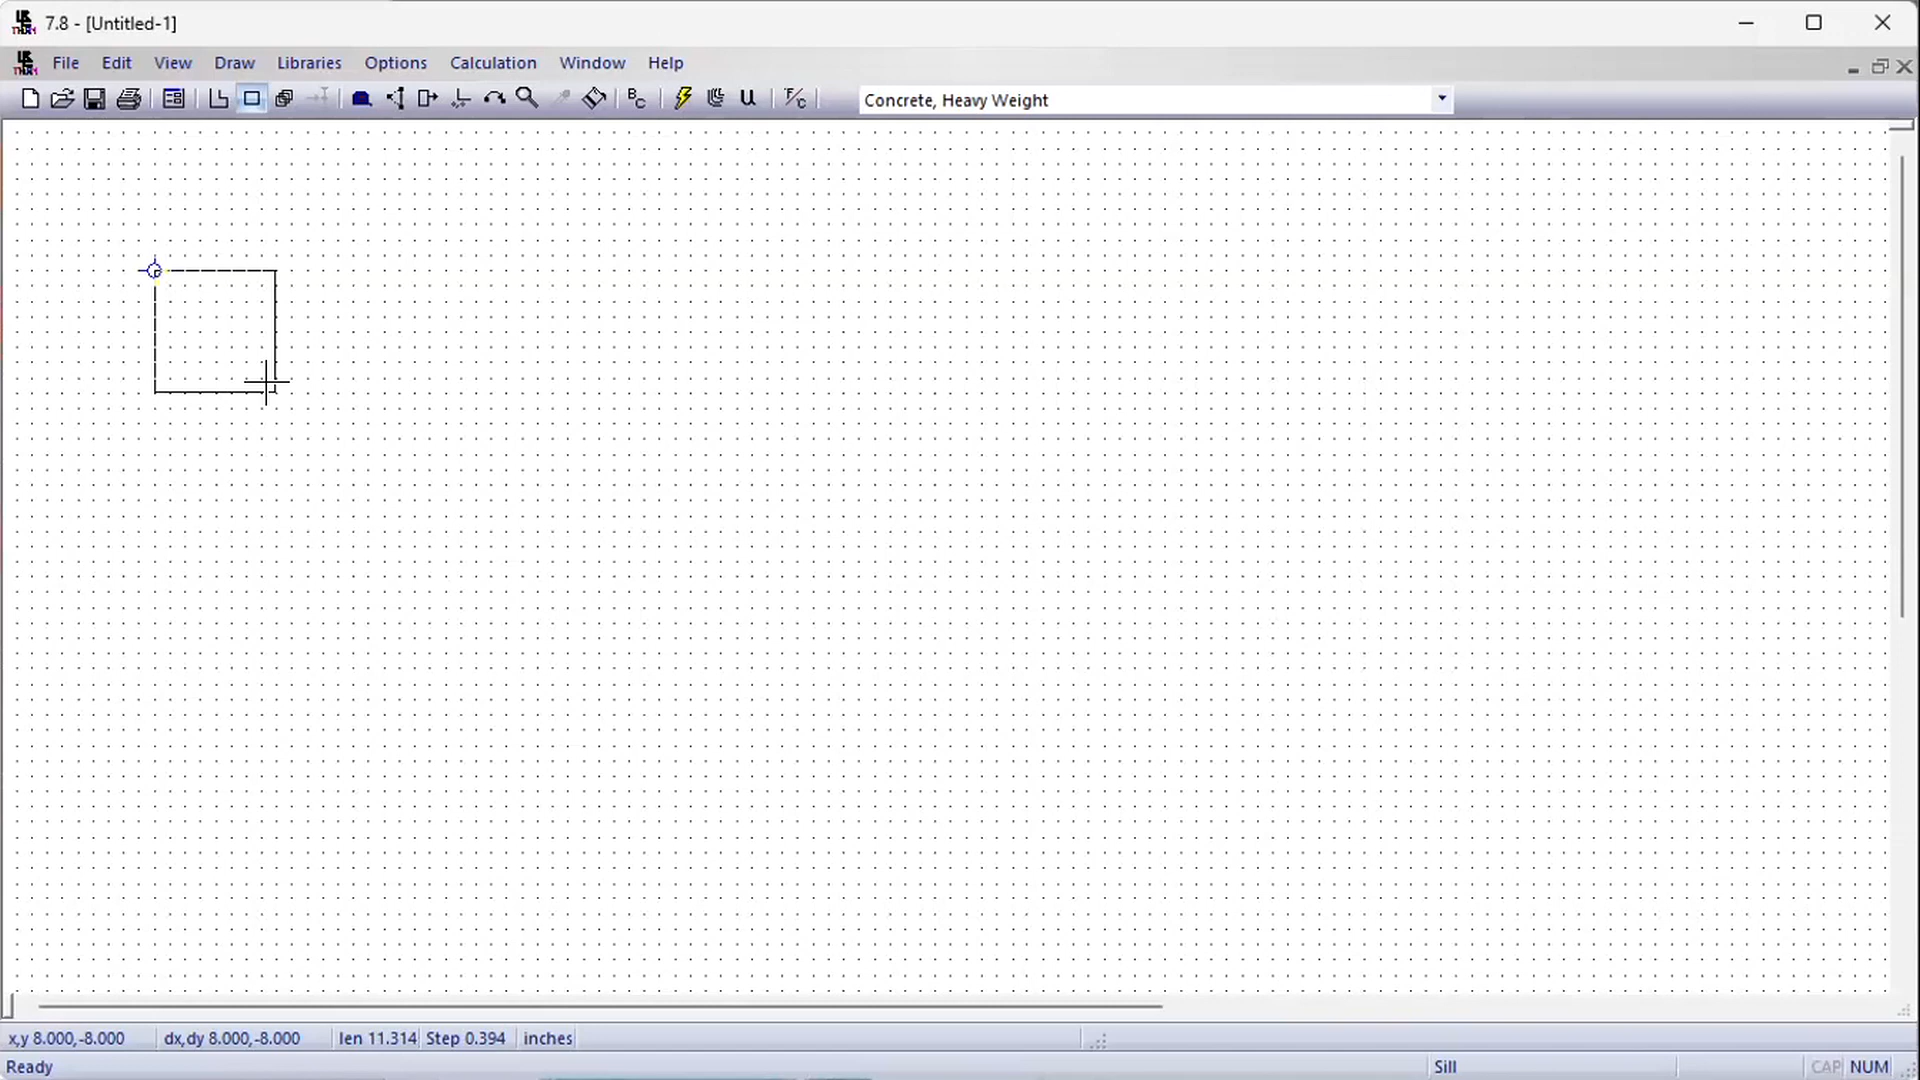 7.8 - [Untitled-1]
File Edit View Draw Libraries Options Calculation Window Help
BC U F/C Concrete, Heavy Weight
x,y 8.000,-8.000 dx,dy 8.000,-8.000 len 11.314 Step 0.394 inches
Ready Sill CAP NUM